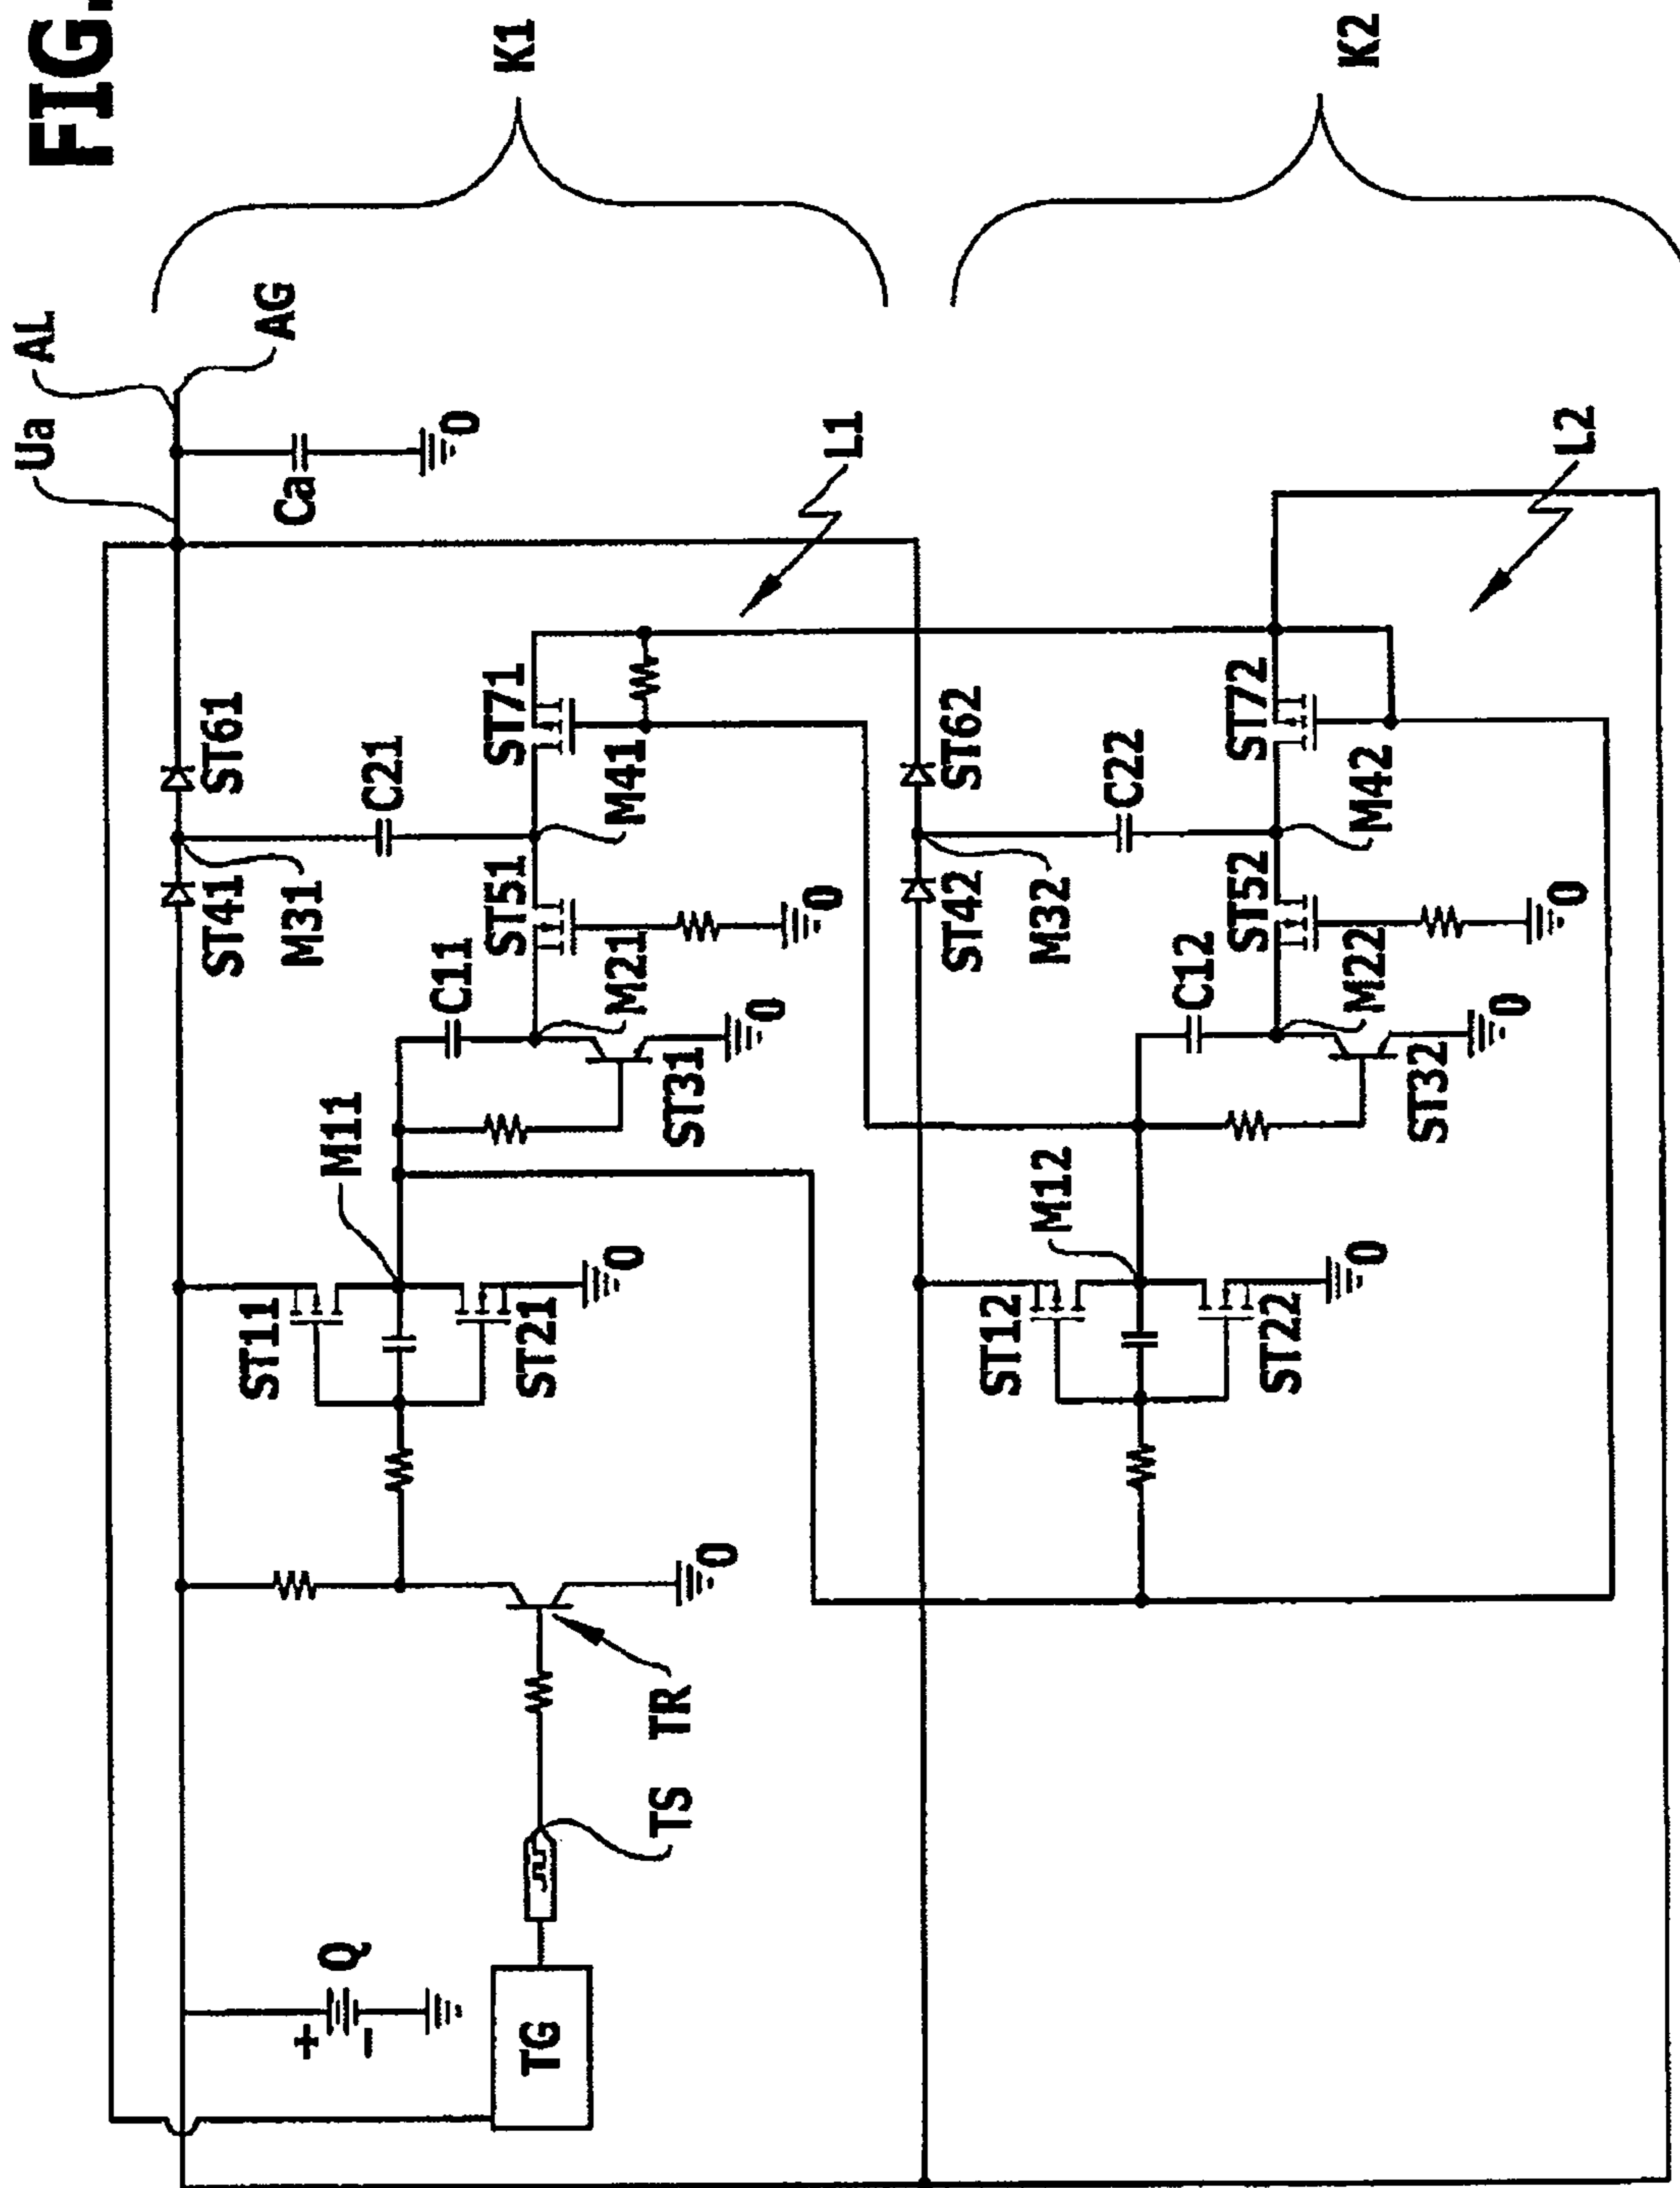 FIG.
K1
K2
AL
Ua
AG
Ca
0
L1
L2
ST61
ST41
M31
C21
ST71
M41
ST51
C11
M21
0
ST31
0
M11
ST11
ST21
0
ST62
ST42
M32
C22
ST72
M42
ST52
C12
M22
0
ST32
0
M12
ST12
ST22
0
TR
0
TS
Q
+
-
TG